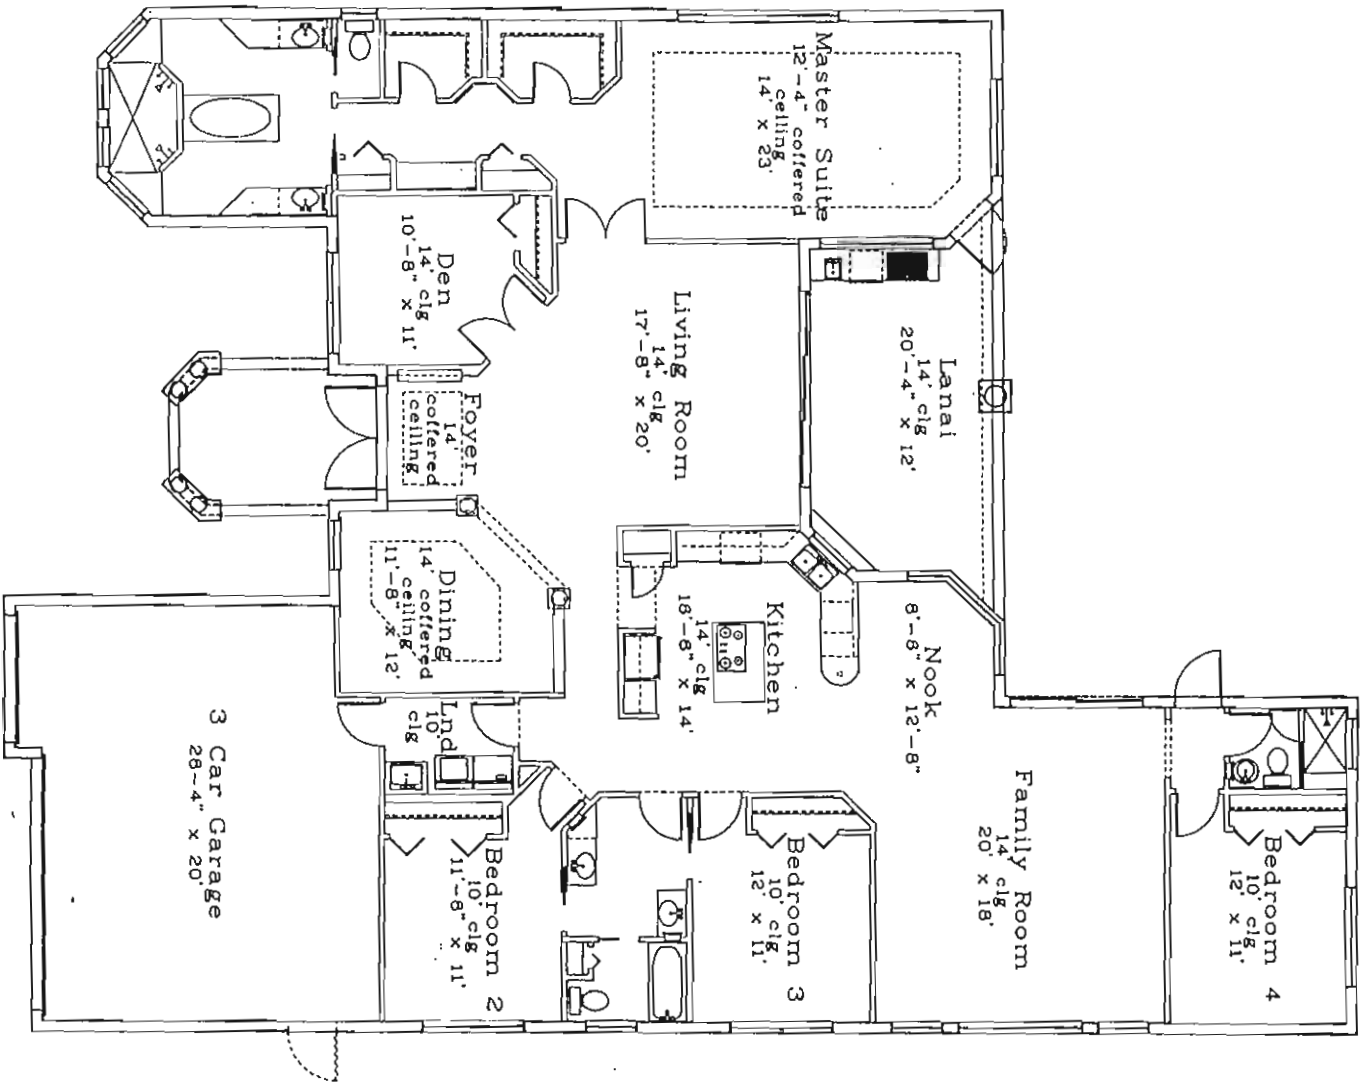 Master Suite
12'-4" coffered
ceiling
14' x 23'
Den
14' clg
10'-8" x 11'
Living Room
14' clg
17'-8" x 20'
Lanai
14' clg
20'-4" x 12'
Foyer
14'
coffered
ceiling
Dining
14' coffered
ceiling
11'-8" x 12'
Kitchen
14' clg
18'-8" x 14'
Nook
8'-8" x 12'-8"
Lnd
10'
clg
3 Car Garage
28-4" x 20'
Family Room
14' clg
20' x 18'
Bedroom 2
10' clg
11'-8" x 11'
Bedroom 3
10' clg
12' x 11'
Bedroom 4
10' clg
12' x 11'